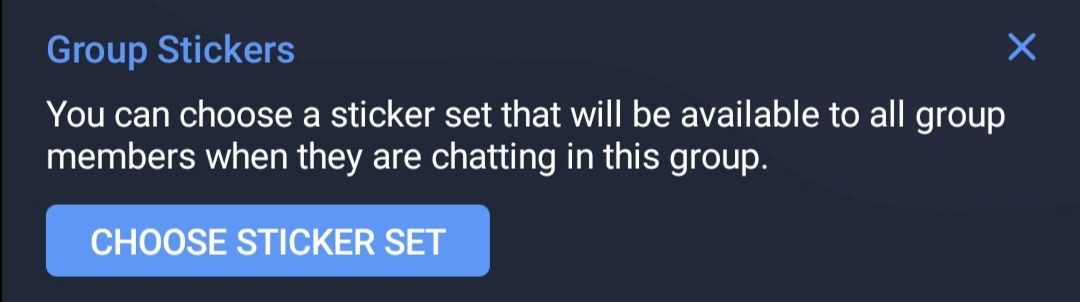 Group Stickers
You can choose a sticker set that will be available to all group
members when they are chatting in this group.
CHOOSE STICKER SET